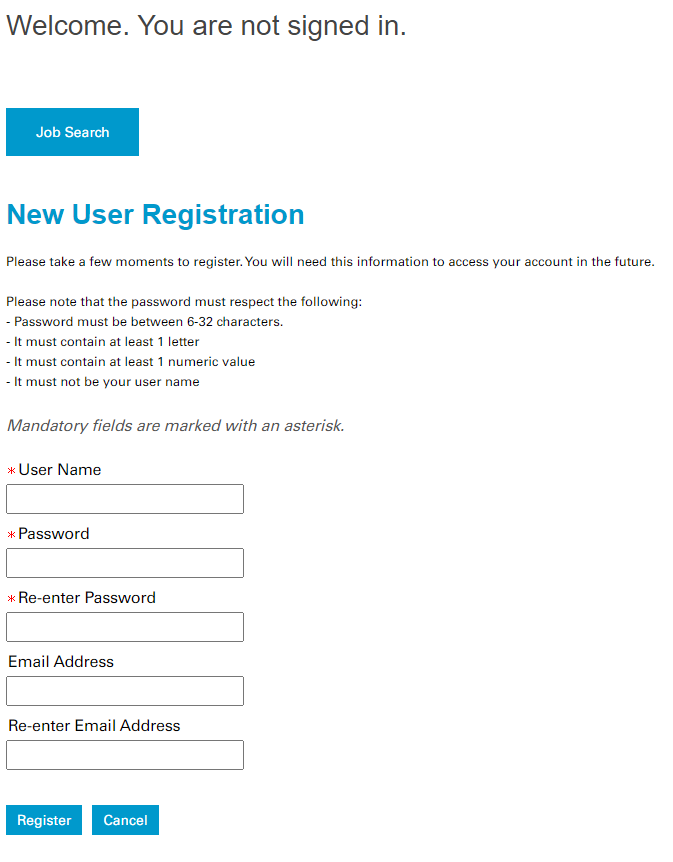 Welcome. You are not signed in.
Job Search
New User Registration
Please take a few moments to register. You will need this information to access your account in the future.
Please note that the password must respect the following:
- Password must be between 6-32 characters.
- It must contain at least 1 letter
- It must contain at least 1 numeric value
- It must not be your user name
Mandatory fields are marked with an asterisk.
*User Name
*Password
*Re-enter Password
Email Address
Re-enter Email Address
Register Cancel